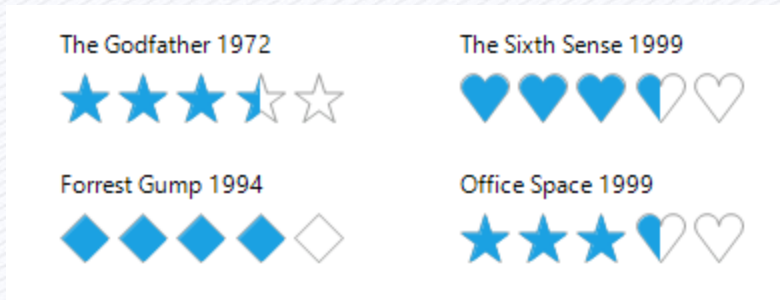 The Godfather 1972
The Sixth Sense 1999
Forrest Gump 1994
Office Space 1999